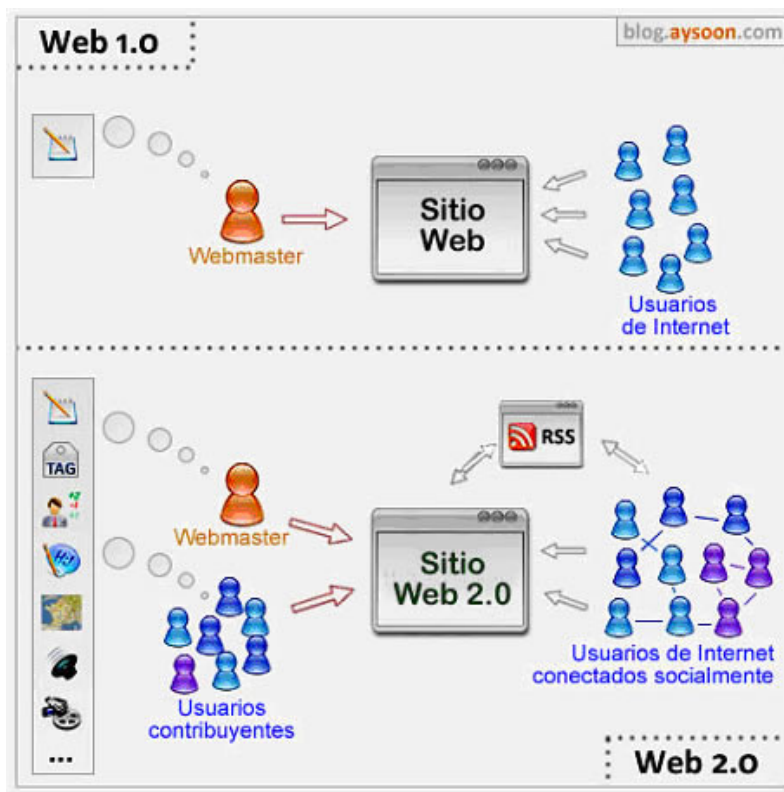 Web 1.0
blog.aysoon.com
Sitio
Web
Webmaster
Usuarios
de Internet
TAG
RSS
Webmaster
Sitio
Web 2.0
Usuarios
contribuyentes
Usuarios de Internet
conectados socialmente
...
Web 2.0